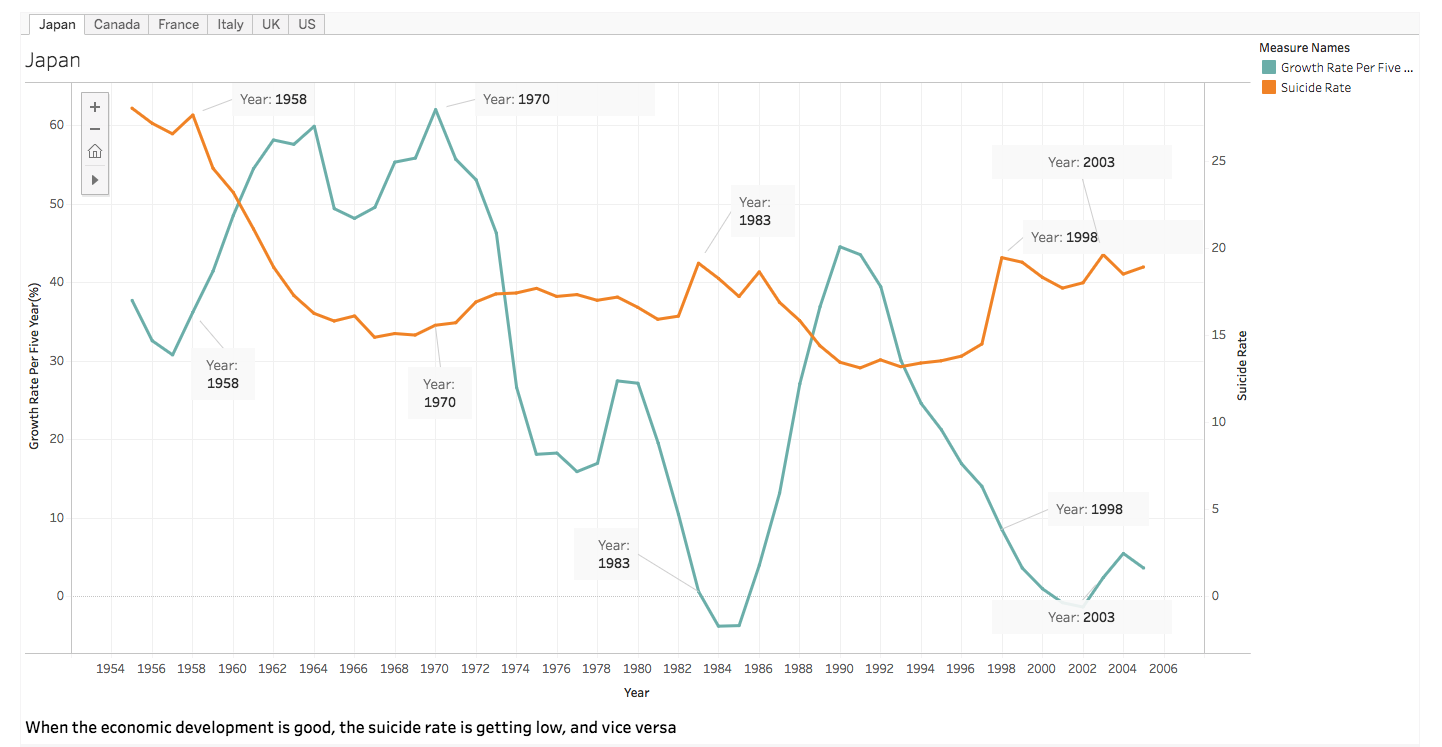 Japan
Canada
France
Italy
UK
US
Japan
Measure Names
Growth Rate Per Five ...
Suicide Rate
+
−
Year: 1958
Year: 1970
Year: 2003
Year:
1983
Year: 1998
Year:
1958
Year:
1970
Year: 1998
Year:
1983
Year: 2003
Growth Rate Per Five Year(%)
60
50
40
30
20
10
0
Suicide Rate
25
20
15
10
5
0
1954
1956
1958
1960
1962
1964
1966
1968
1970
1972
1974
1976
1978
1980
1982
1984
1986
1988
1990
1992
1994
1996
1998
2000
2002
2004
2006
Year
When the economic development is good, the suicide rate is getting low, and vice versa